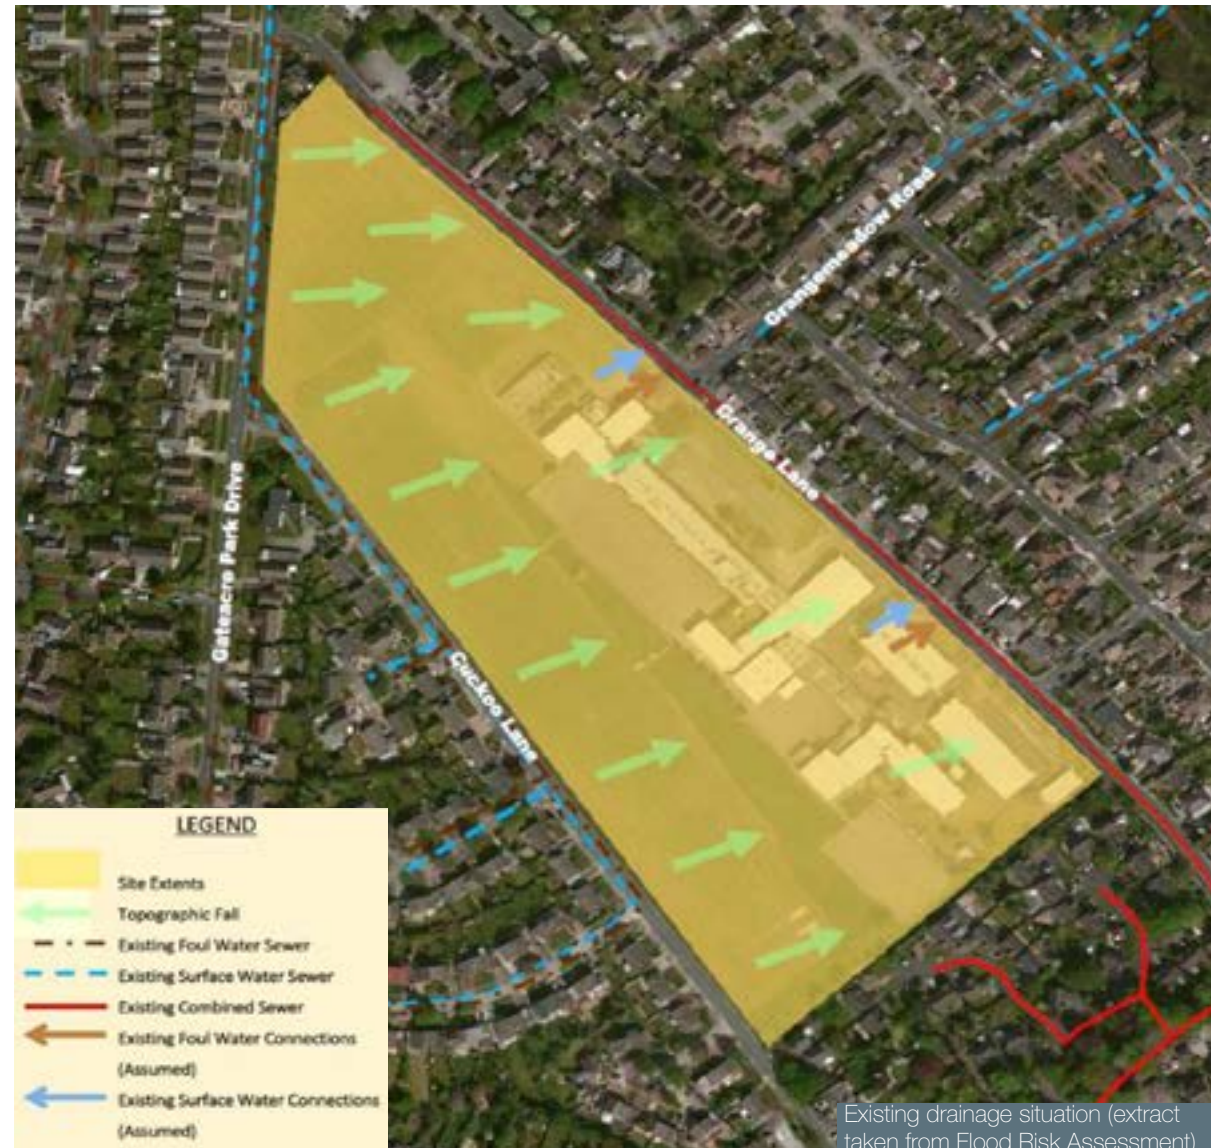 Grangemeadow Road
Grange Lane
Gateacre Park Drive
Cuckoo Lane
LEGEND
Site Extents
Topographic Fall
Existing Foul Water Sewer
Existing Surface Water Sewer
Existing Combined Sewer
Existing Foul Water Connections
(Assumed)
Existing Surface Water Connections
(Assumed)
Existing drainage situation (extract
taken from Flood Risk Assessment)